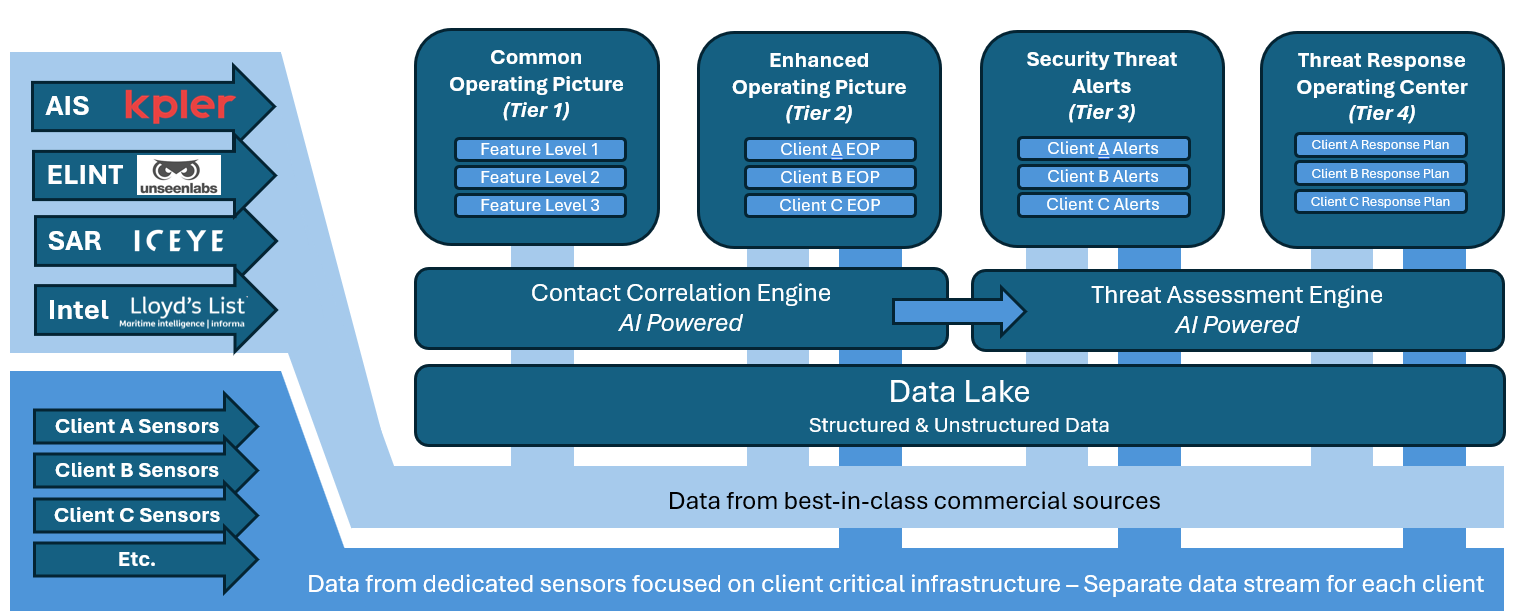 AIS kpler
ELINT unseenlabs
SAR ICEYE
Intel Lloyd's List
Maritime intelligence | informa
Client A Sensors
Client B Sensors
Client C Sensors
Etc.
Common
Operating Picture
(Tier 1)
Feature Level 1
Feature Level 2
Feature Level 3
Enhanced
Operating Picture
(Tier 2)
Client A EOP
Client B EOP
Client C EOP
Security Threat
Alerts
(Tier 3)
Client A Alerts
Client B Alerts
Client C Alerts
Threat Response
Operating Center
(Tier 4)
Client A Response Plan
Client B Response Plan
Client C Response Plan
Contact Correlation Engine
AI Powered
Threat Assessment Engine
AI Powered
Data Lake
Structured & Unstructured Data
Data from best-in-class commercial sources
Data from dedicated sensors focused on client critical infrastructure – Separate data stream for each client